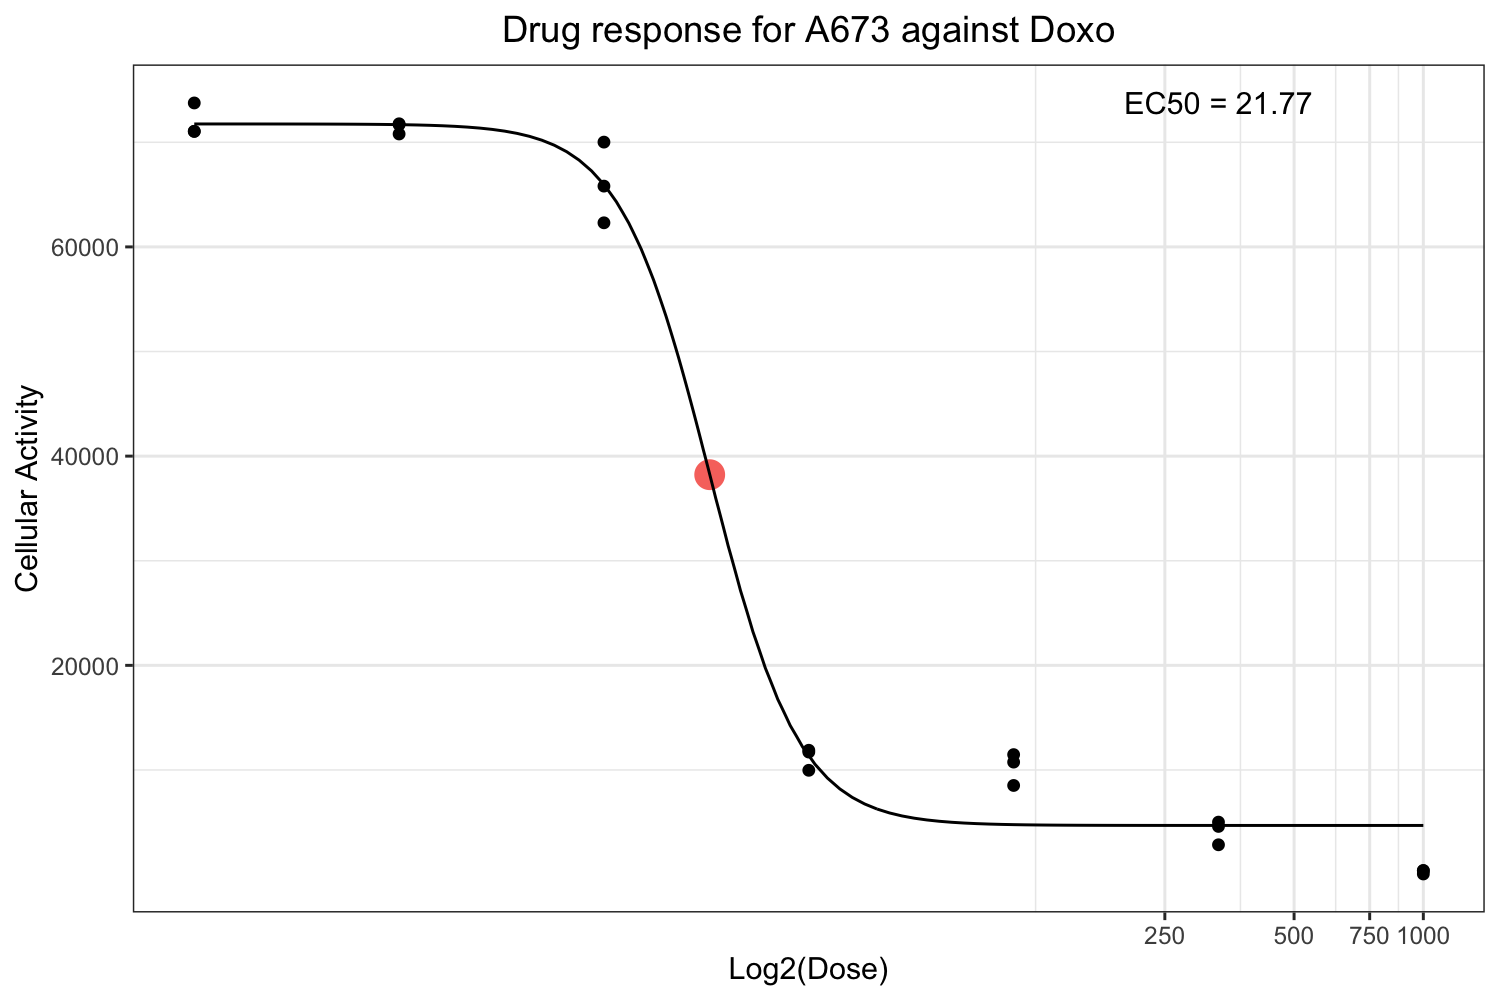 Drug response for A673 against Doxo
EC50 = 21.77
Cellular Activity
60000
40000
20000
250 500 750 1000
Log2(Dose)